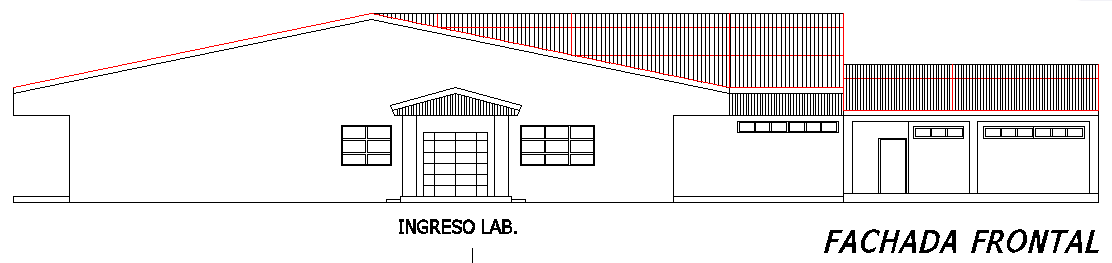 INGRESO LAB.
FACHADA FRONTAL